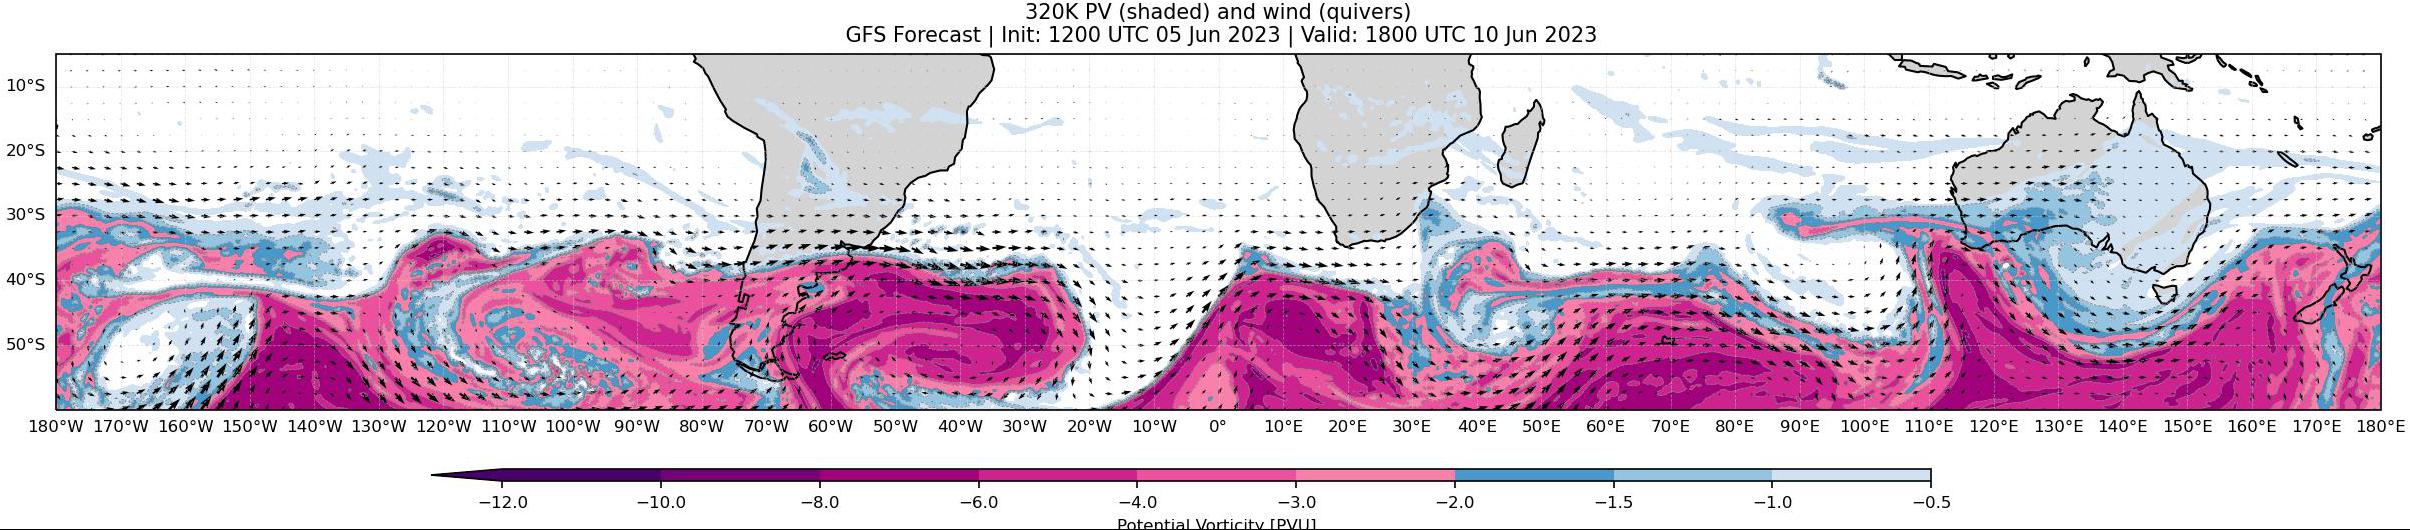 320K PV (shaded) and wind (quivers)
GFS Forecast | Init: 1200 UTC 05 Jun 2023 | Valid: 1800 UTC 10 Jun 2023
10°S
20°S
30°S
40°S
50°S
180°W 170°W 160°W 150°W 140°W 130°W 120°W 110°W 100°W 90°W 80°W 70°W 60°W 50°W 40°W 30°W 20°W 10°W 0° 10°E 20°E 30°E 40°E 50°E 60°E 70°E 80°E 90°E 100°E 110°E 120°E 130°E 140°E 150°E 160°E 170°E 180°E
−12.0 −10.0 −8.0 −6.0 −4.0 −3.0 −2.0 −1.5 −1.0 −0.5
Potential Vorticity [PVU]